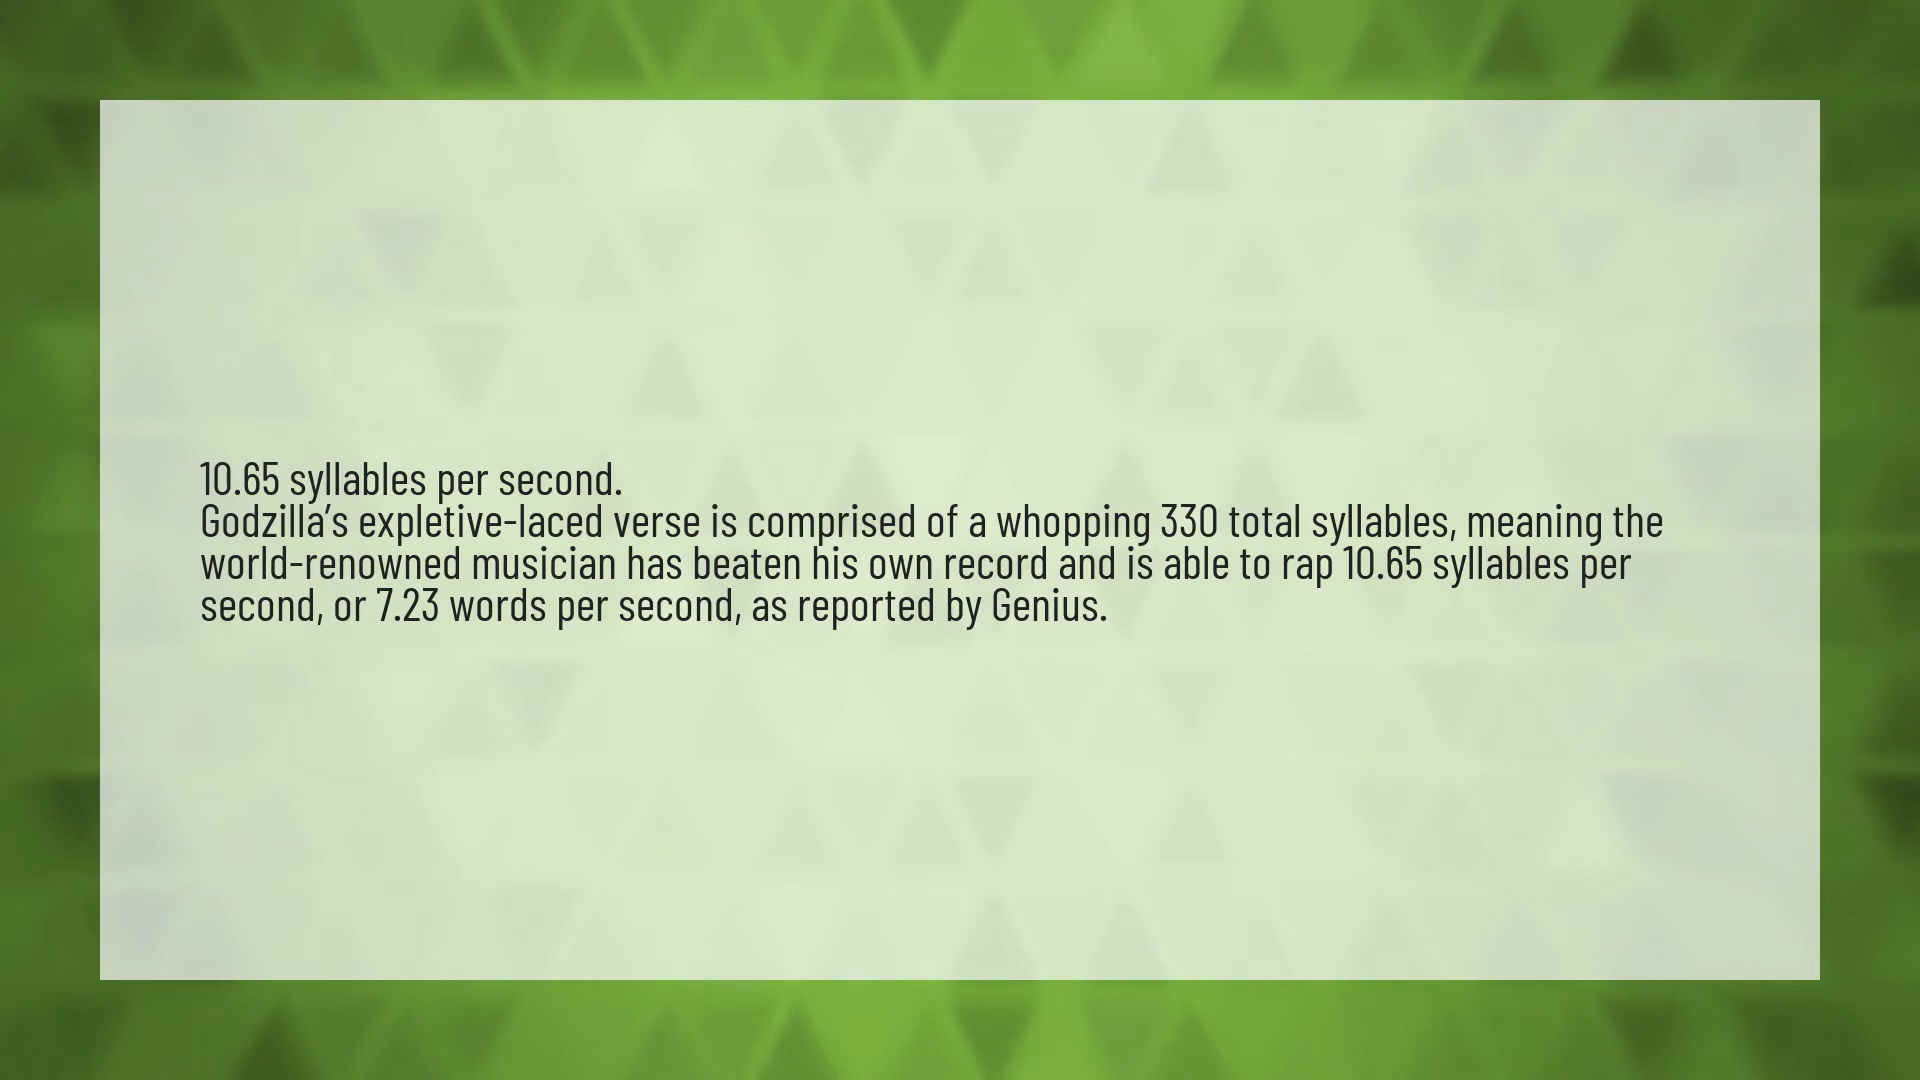 10.65 syllables per second.
Godzilla’s expletive-laced verse is comprised of a whopping 330 total syllables, meaning the
world-renowned musician has beaten his own record and is able to rap 10.65 syllables per
second, or 7.23 words per second, as reported by Genius.